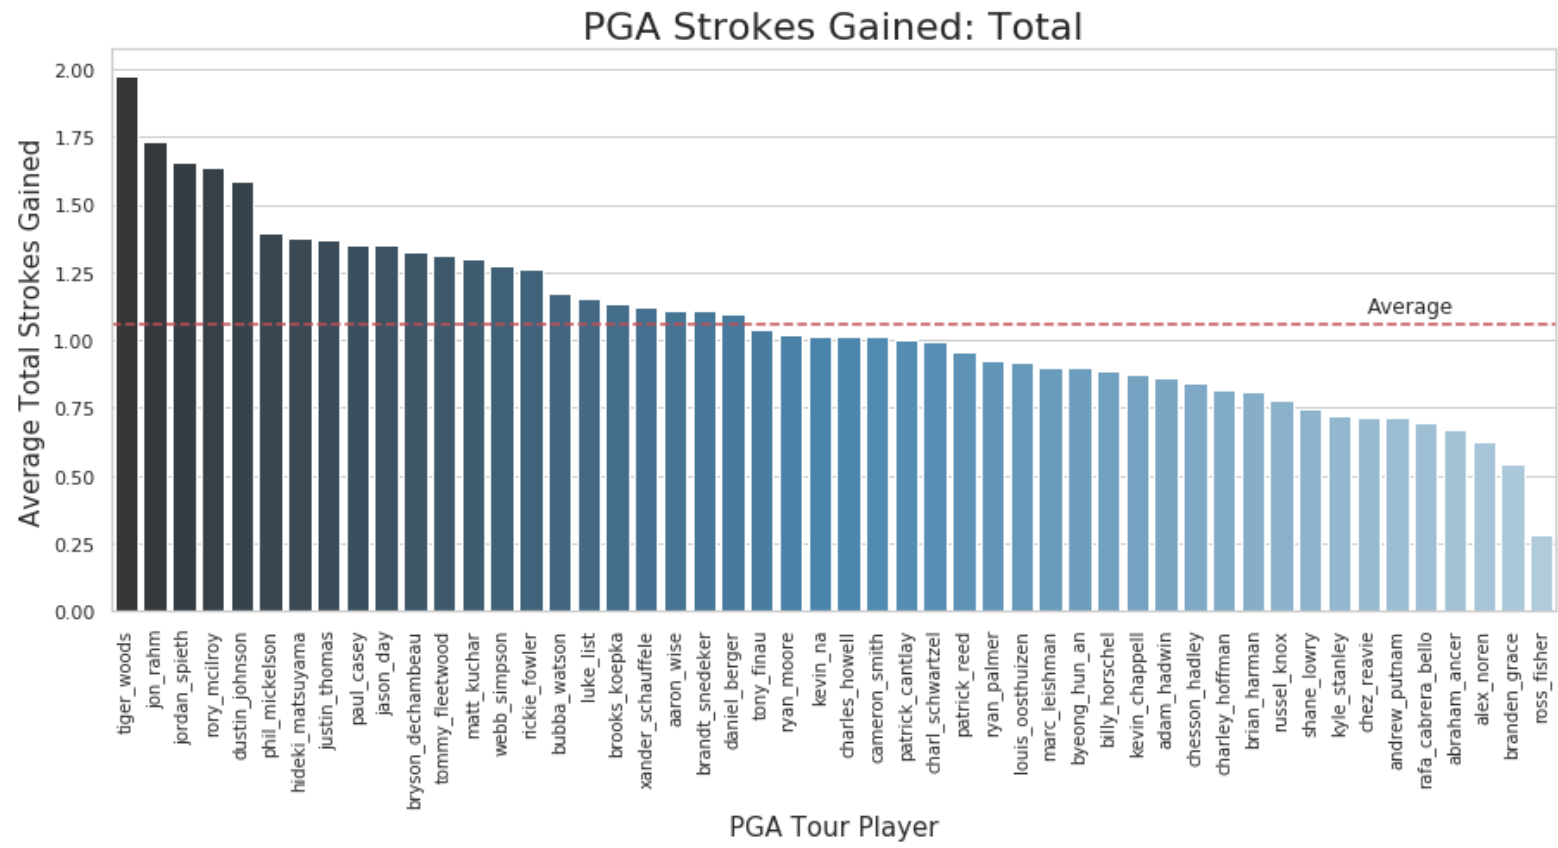 PGA Strokes Gained: Total
Average Total Strokes Gained
2.00
1.75
1.50
1.25
1.00
0.75
0.50
0.25
0.00
Average
tiger_woods
jon_rahm
jordan_spieth
rory_mcilroy
dustin_johnson
phil_mickelson
hideki_matsuyama
justin_thomas
paul_casey
jason_day
bryson_dechambeau
tommy_fleetwood
matt_kuchar
webb_simpson
rickie_fowler
bubba_watson
luke_list
brooks_koepka
xander_schauffele
aaron_wise
brandt_snedeker
daniel_berger
tony_finau
ryan_moore
kevin_na
charles_howell
cameron_smith
patrick_cantlay
charl_schwartzel
patrick_reed
ryan_palmer
louis_oosthuizen
marc_leishman
byeong_hun_an
billy_horschel
kevin_chappell
adam_hadwin
chesson_hadley
charley_hoffman
brian_harman
russel_knox
shane_lowry
kyle_stanley
chez_reavie
andrew_putnam
rafa_cabrera_bello
abraham_ancer
alex_noren
branden_grace
ross_fisher
PGA Tour Player